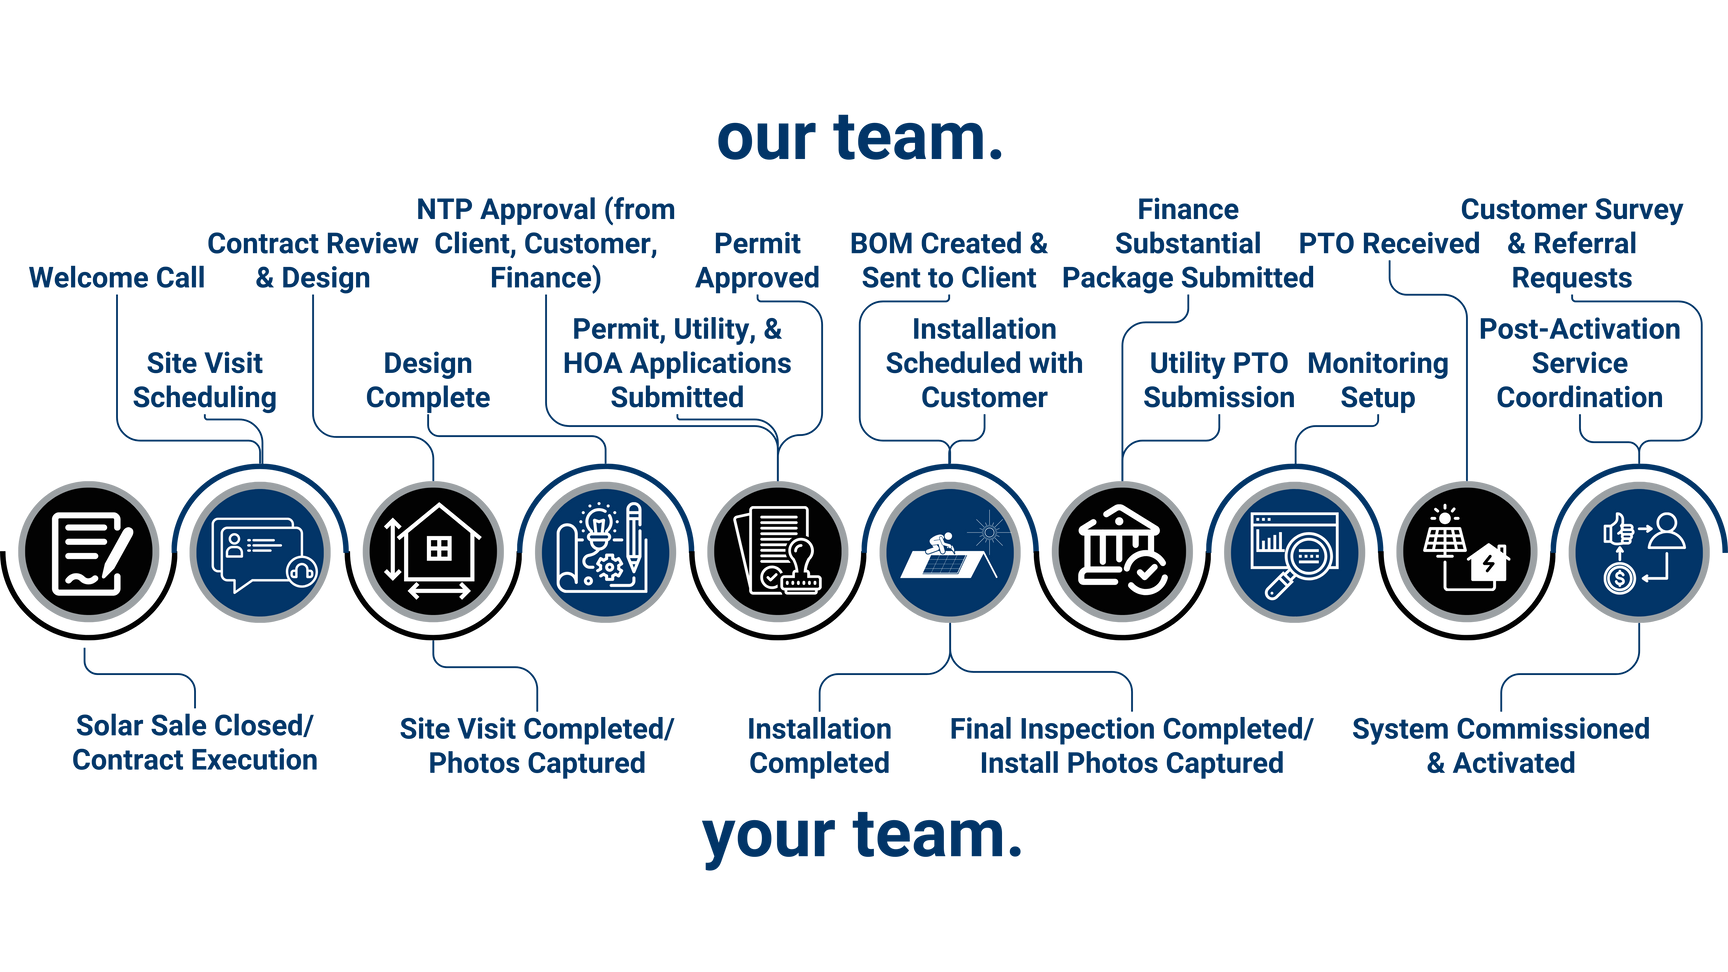 our team.
Welcome Call
Site Visit
Scheduling
Contract Review
& Design
Design
Complete
NTP Approval (from
Client, Customer,
Finance)
Permit, Utility, &
HOA Applications
Submitted
Permit
Approved
BOM Created &
Sent to Client
Installation
Scheduled with
Customer
Finance
Substantial
Package Submitted
Utility PTO
Submission
Monitoring
Setup
PTO Received
Customer Survey
& Referral
Requests
Post-Activation
Service
Coordination
$
Solar Sale Closed/
Contract Execution
Site Visit Completed/
Photos Captured
Installation
Completed
Final Inspection Completed/
Install Photos Captured
System Commissioned
& Activated
your team.